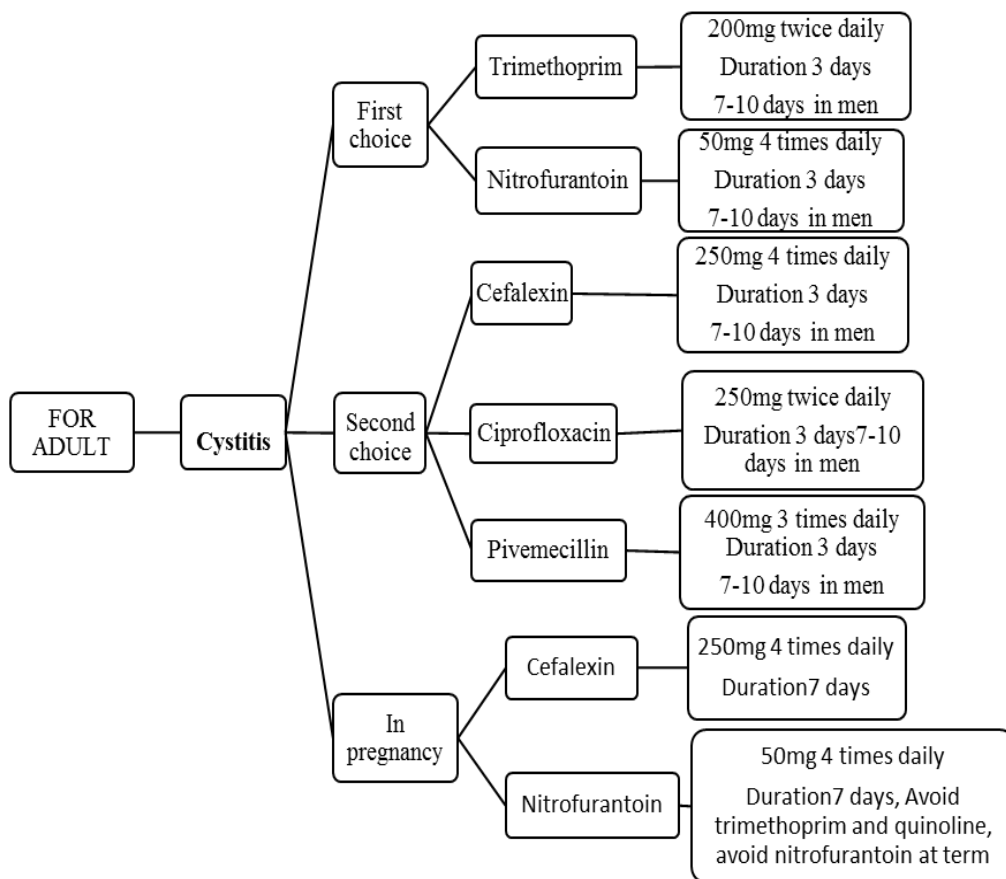 FOR
ADULT
Cystitis
First
choice
Trimethoprim
200mg twice daily
Duration 3 days
7-10 days in men
Nitrofurantoin
50mg 4 times daily
Duration 3 days
7-10 days in men
Second
choice
Cefalexin
250mg 4 times daily
Duration 3 days
7-10 days in men
Ciprofloxacin
250mg twice daily
Duration 3 days7-10
days in men
Pivemecillin
400mg 3 times daily
Duration 3 days
7-10 days in men
In
pregnancy
Cefalexin
250mg 4 times daily
Duration7 days
Nitrofurantoin
50mg 4 times daily
Duration7 days, Avoid
trimethoprim and quinoline,
avoid nitrofurantoin at term